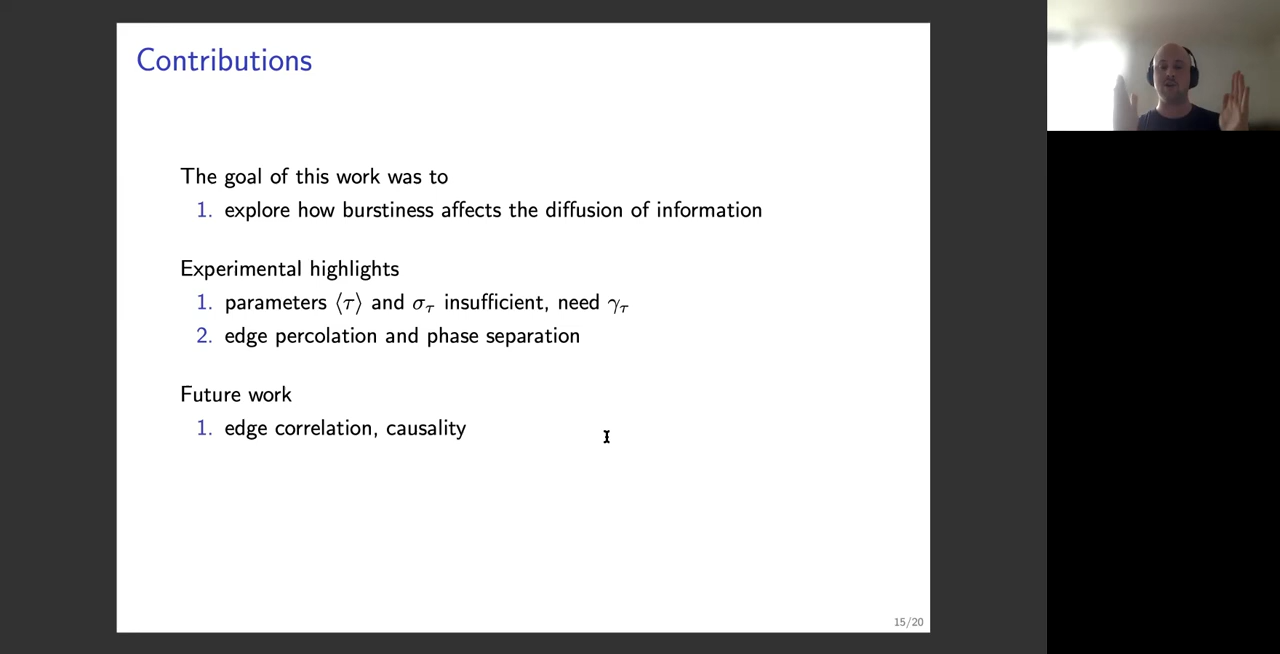 Contributions
The goal of this work was to
1. explore how burstiness affects the diffusion of information
Experimental highlights
1. parameters ⟨τ⟩ and στ insufficient, need γτ
2. edge percolation and phase separation
Future work
1. edge correlation, causality
15/20